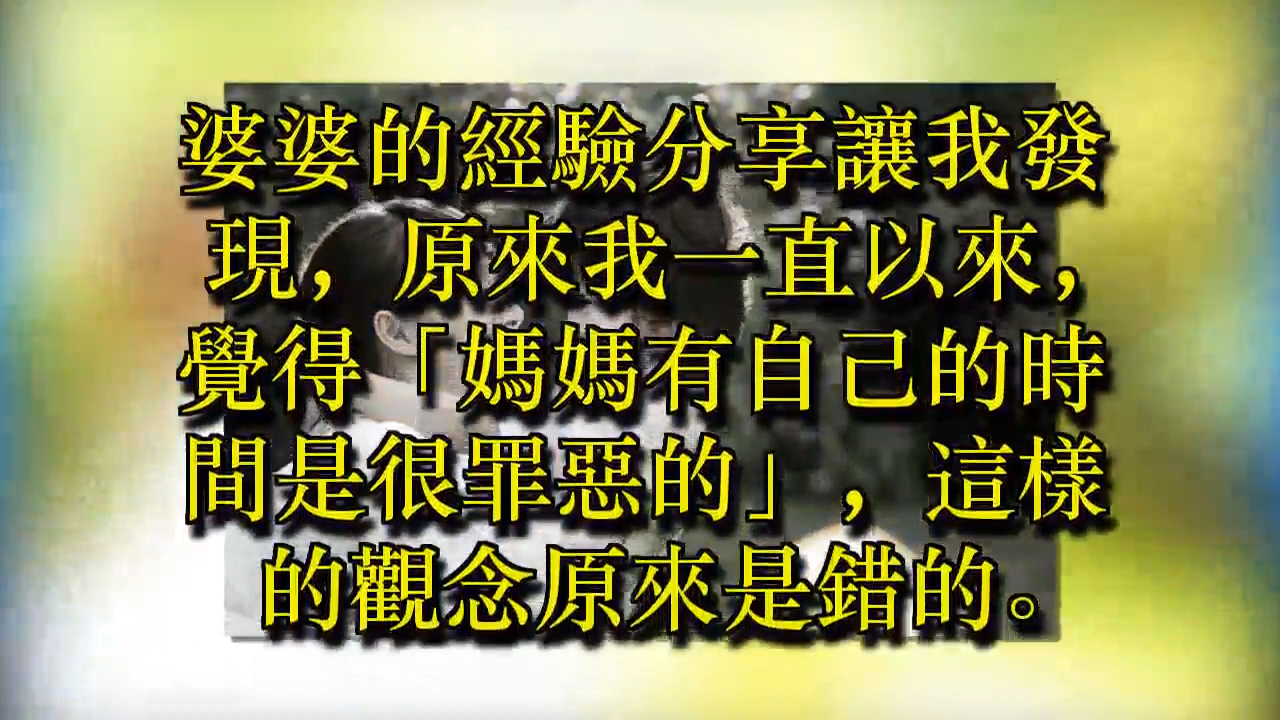 婆婆的經驗分享讓我發
現，原來我一直以來，
覺得「媽媽有自己的時
間是很罪惡的」，這樣
的觀念原來是錯的。